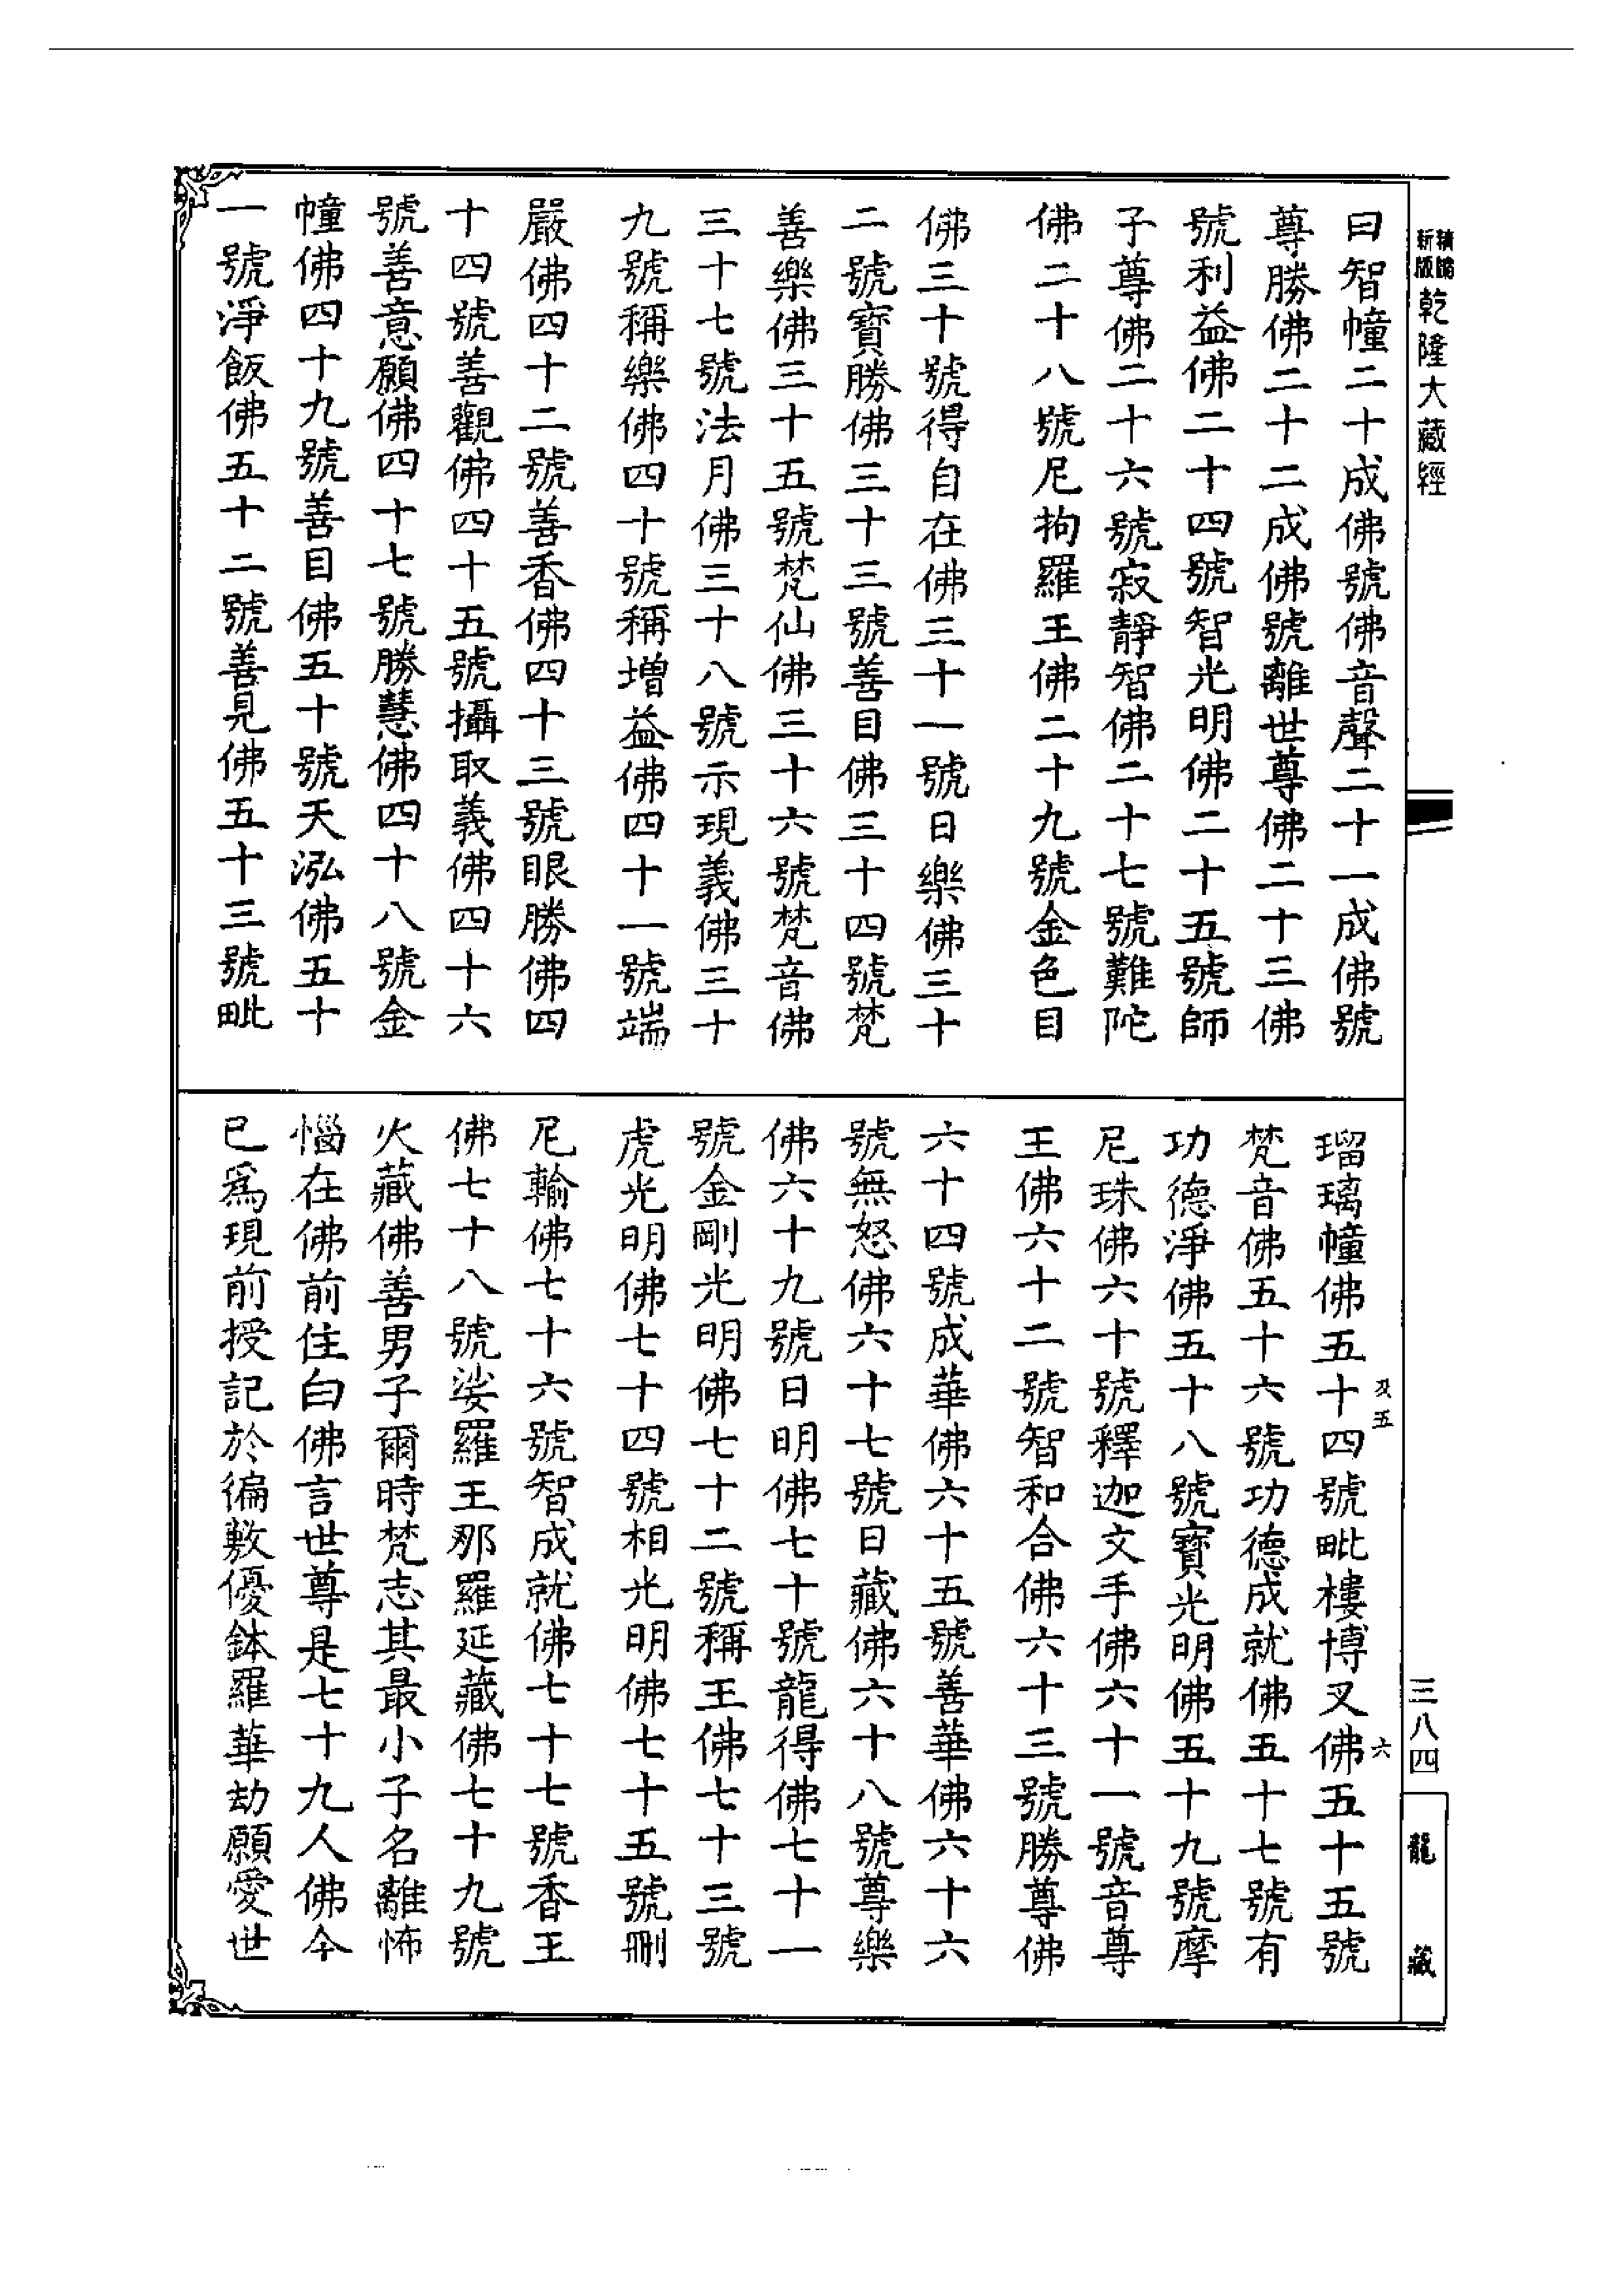 新版精縮乾隆大藏經
曰智幢二十成佛號佛音聲二十一成佛號
尊勝佛二十二成佛號離世尊佛二十三佛
號利益佛二十四號智光明佛二十五號師
子尊佛二十六號寂靜智佛二十七號難陀
佛二十八號尼拘羅王佛二十九號金色目
佛三十號得自在佛三十一號日樂佛三十
二號寶勝佛三十三號善目佛三十四號梵
善樂佛三十五號梵仙佛三十六號梵音佛
三十七號法月佛三十八號示現義佛三十
九號稱樂佛四十號稱增益佛四十一號端
嚴佛四十二號善香佛四十三號眼勝佛四
十四號善觀佛四十五號攝取義佛四十六
號善意願佛四十七號勝慧佛四十八號金
幢佛四十九號善目佛五十號天泓佛五十
一號淨飯佛五十二號善見佛五十三號毗
瑠璃幢佛五十四號毗樓博叉佛五十五號
梵音佛五十六號功德成就佛五十七號有
功德淨佛五十八號寶光明佛五十九號摩
尼珠佛六十號釋迦文手佛六十一號音尊
王佛六十二號智和合佛六十三號勝尊佛
六十四號成華佛六十五號善華佛六十六
號無怒佛六十七號日藏佛六十八號尊樂
佛六十九號日明佛七十號龍得佛七十一
號金剛光明佛七十二號稱王佛七十三號
虎光明佛七十四號相光明佛七十五號刪
尼輸佛七十六號智成就佛七十七號香王
佛七十八號娑羅王那羅延藏佛七十九號
火藏佛善男子爾時梵志其最小子名離怖
惱在佛前住白佛言世尊是七十九人佛今
已爲現前授記於徧敷優鉢羅華劫願愛世
五
六
三八四
龍藏